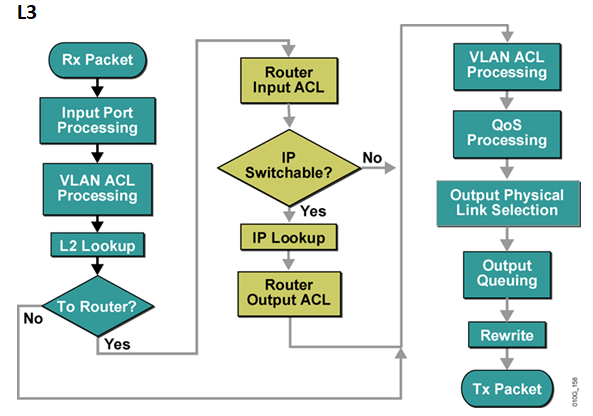 L3
Rx Packet
Input Port
Processing
VLAN ACL
Processing
L2 Lookup
To Router?
No
Yes
Router
Input ACL
IP
Switchable?
No
Yes
IP Lookup
Router
Output ACL
VLAN ACL
Processing
QoS
Processing
Output Physical
Link Selection
Output
Queuing
Rewrite
Tx Packet
010G_158